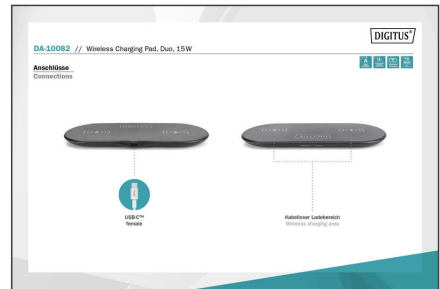 DIGITUS®
DA-10082 // Wireless Charging Pad, Duo, 15W
Anschlüsse
Connections
USB-C™
female
Kabelloser Ladebereich
Wireless charging area